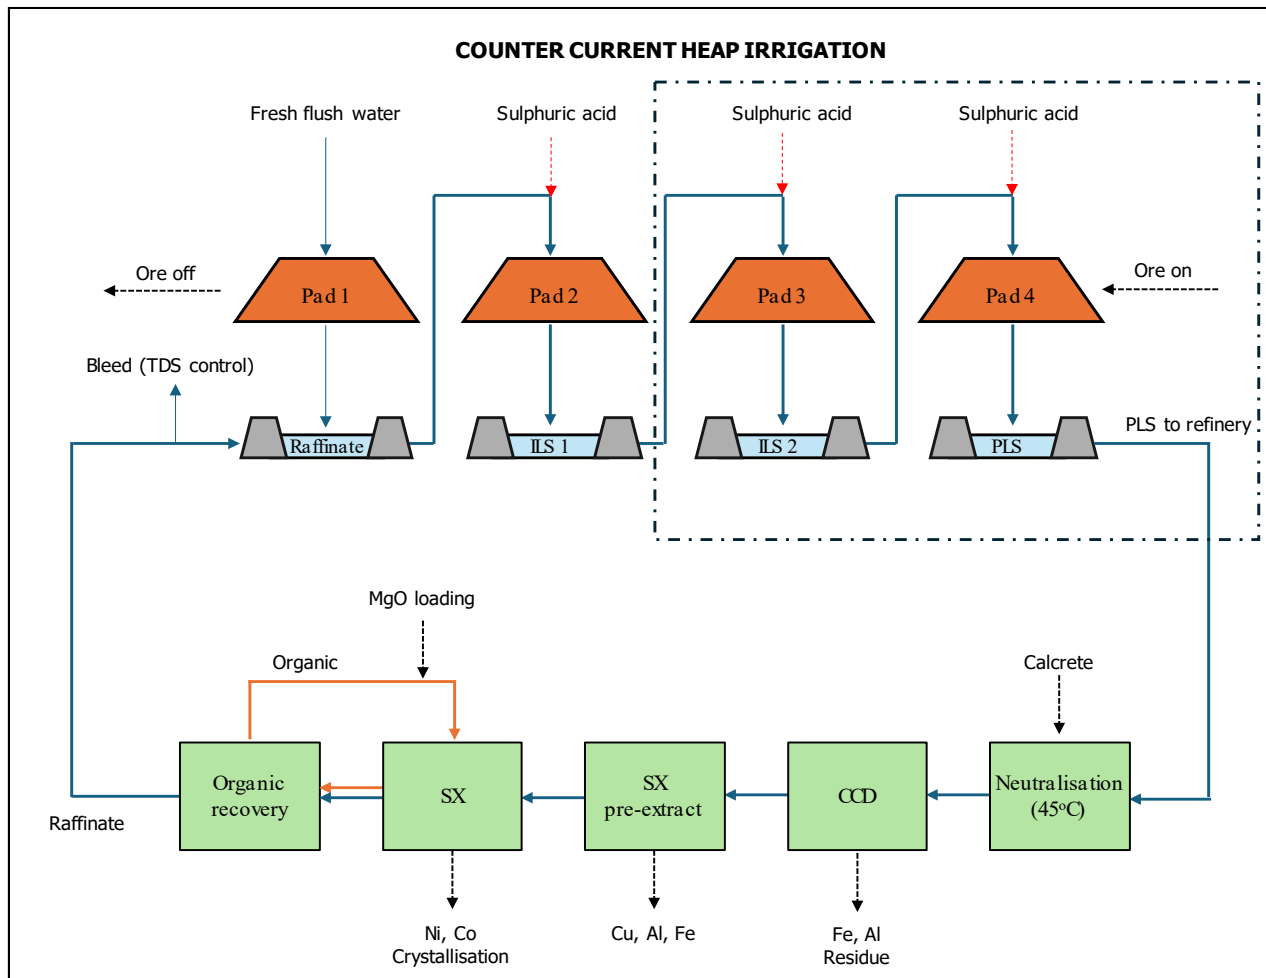 COUNTER CURRENT HEAP IRRIGATION
Fresh flush water
Sulphuric acid
Sulphuric acid
Sulphuric acid
Ore off
Pad 1
Pad 2
Pad 3
Pad 4
Ore on
Bleed (TDS control)
Raffinate
ILS 1
ILS 2
PLS
PLS to refinery
MgO loading
Organic
Calcrete
Organic
recovery
SX
SX
pre-extract
CCD
Neutralisation
(45°C)
Raffinate
Ni, Co
Crystallisation
Cu, Al, Fe
Fe, Al
Residue